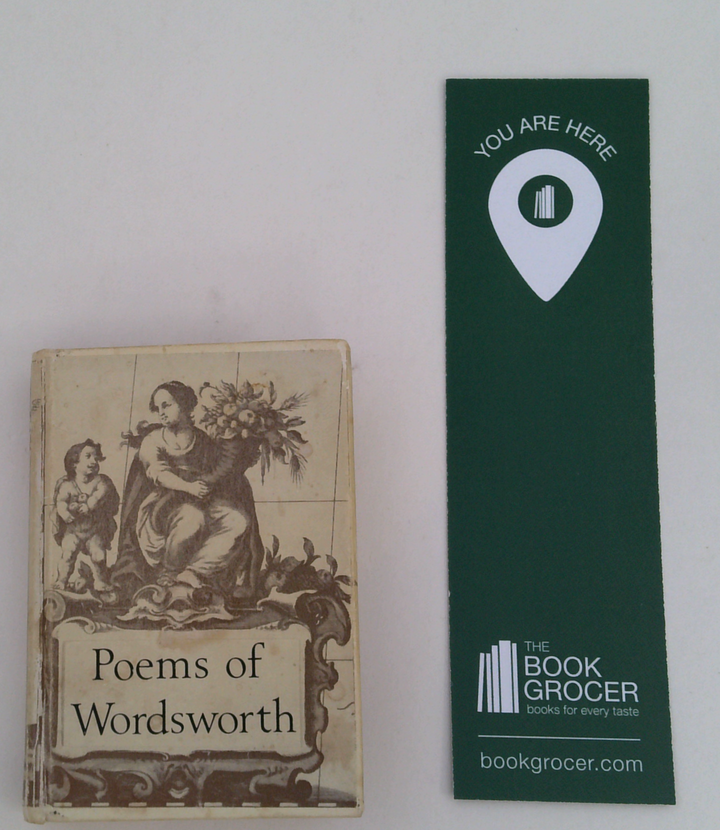 Poems of
Wordsworth
YOU ARE HERE
THE
BOOK
GROCER
books for every taste
bookgrocer.com